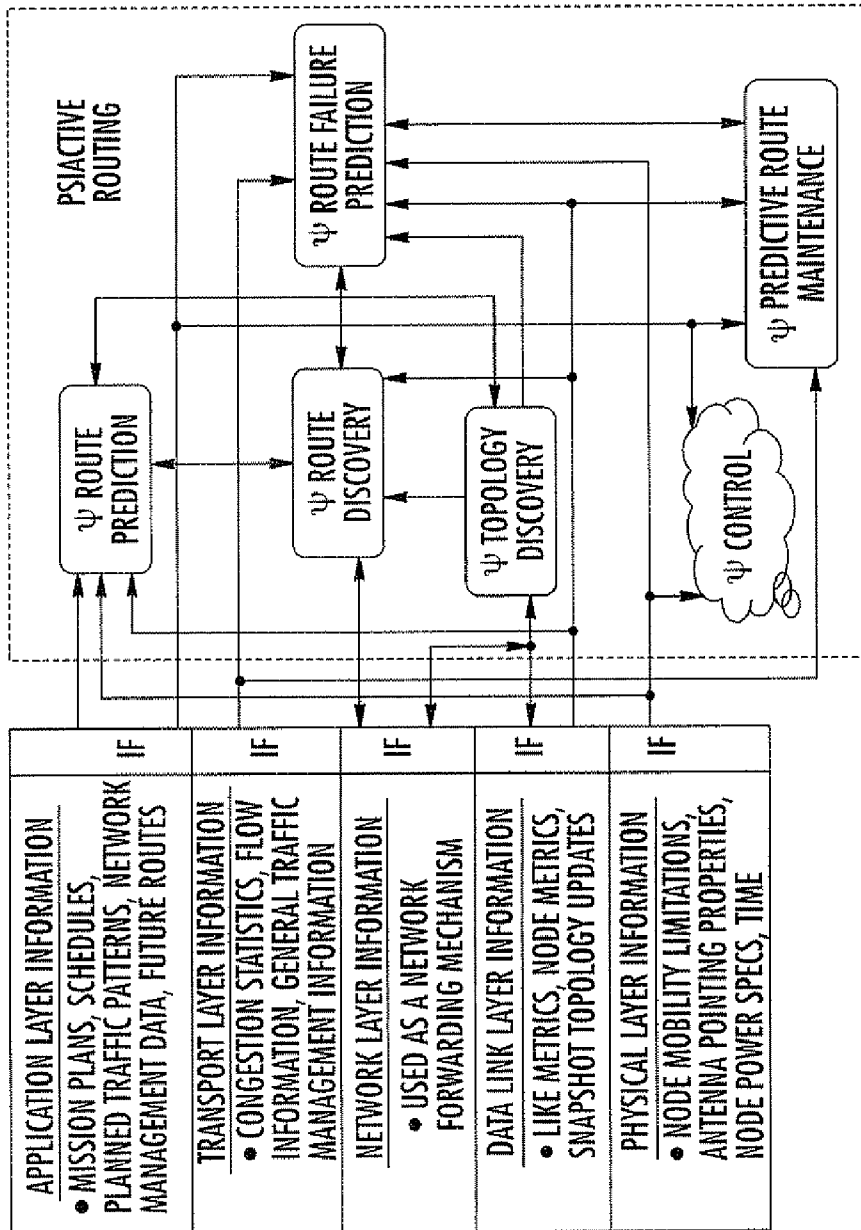 APPLICATION LAYER INFORMATION
• MISSION PLANS, SCHEDULES,
PLANNED TRAFFIC PATTERNS, NETWORK
MANAGEMENT DATA, FUTURE ROUTES
IF
TRANSPORT LAYER INFORMATION
• CONGESTION STATISTICS, FLOW
INFORMATION, GENERAL TRAFFIC
MANAGEMENT INFORMATION
IF
NETWORK LAYER INFORMATION
• USED AS A NETWORK
FORWARDING MECHANISM
IF
DATA LINK LAYER INFORMATION
• LIKE METRICS, NODE METRICS,
SNAPSHOT TOPOLOGY UPDATES
IF
PHYSICAL LAYER INFORMATION
• NODE MOBILITY LIMITATIONS,
ANTENNA POINTING PROPERTIES,
NODE POWER SPECS, TIME
IF
PSIACTIVE
ROUTING
Ψ ROUTE
PREDICTION
Ψ ROUTE
DISCOVERY
Ψ TOPOLOGY
DISCOVERY
Ψ ROUTE FAILURE
PREDICTION
Ψ CONTROL
Ψ PREDICTIVE ROUTE
MAINTENANCE